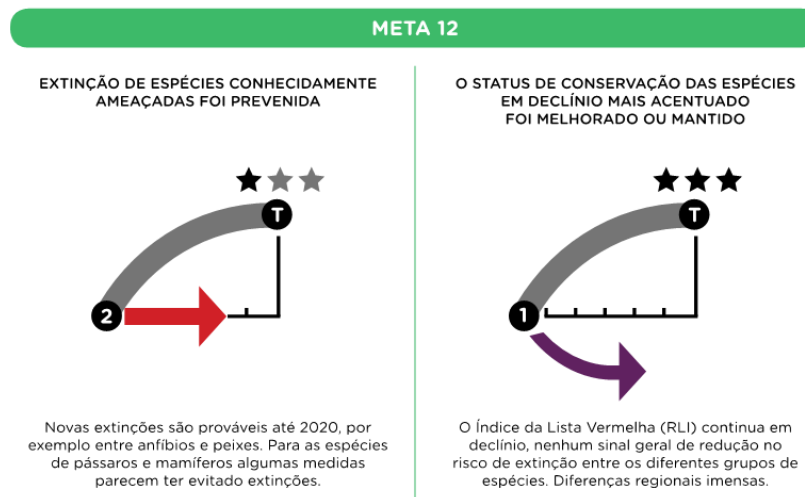 META 12
EXTINÇÃO DE ESPÉCIES CONHECIDAMENTE
AMEAÇADAS FOI PREVENIDA
T
2
Novas extinções são prováveis até 2020, por
exemplo entre anfíbios e peixes. Para as espécies
de pássaros e mamíferos algumas medidas
parecem ter evitado extinções.
O STATUS DE CONSERVAÇÃO DAS ESPÉCIES
EM DECLÍNIO MAIS ACENTUADO
FOI MELHORADO OU MANTIDO
T
1
O Índice da Lista Vermelha (RLI) continua em
declínio, nenhum sinal geral de redução no
risco de extinção entre os diferentes grupos de
espécies. Diferenças regionais imensas.